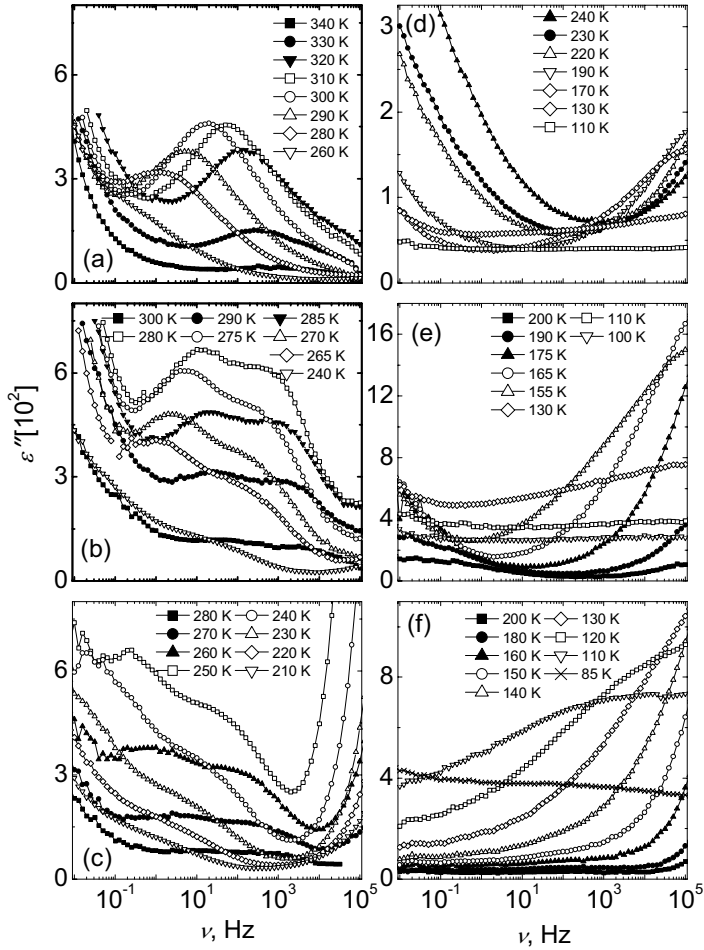 (a)
340 K
330 K
320 K
310 K
300 K
290 K
280 K
260 K
6
3
0
(d)
240 K
230 K
220 K
190 K
170 K
130 K
110 K
3
2
1
0
(b)
300 K 290 K 285 K
280 K 275 K 270 K
265 K
240 K
6
3
0
(e)
200 K 110 K
190 K 100 K
175 K
165 K
155 K
130 K
16
12
8
4
0
ε″[10²]
(c)
280 K 240 K
270 K 230 K
260 K 220 K
250 K 210 K
6
3
0
10⁻¹ 10¹ 10³ 10⁵
ν, Hz
(f)
200 K 130 K
180 K 120 K
160 K 110 K
150 K 85 K
140 K
8
4
0
10⁻¹ 10¹ 10³ 10⁵
ν, Hz